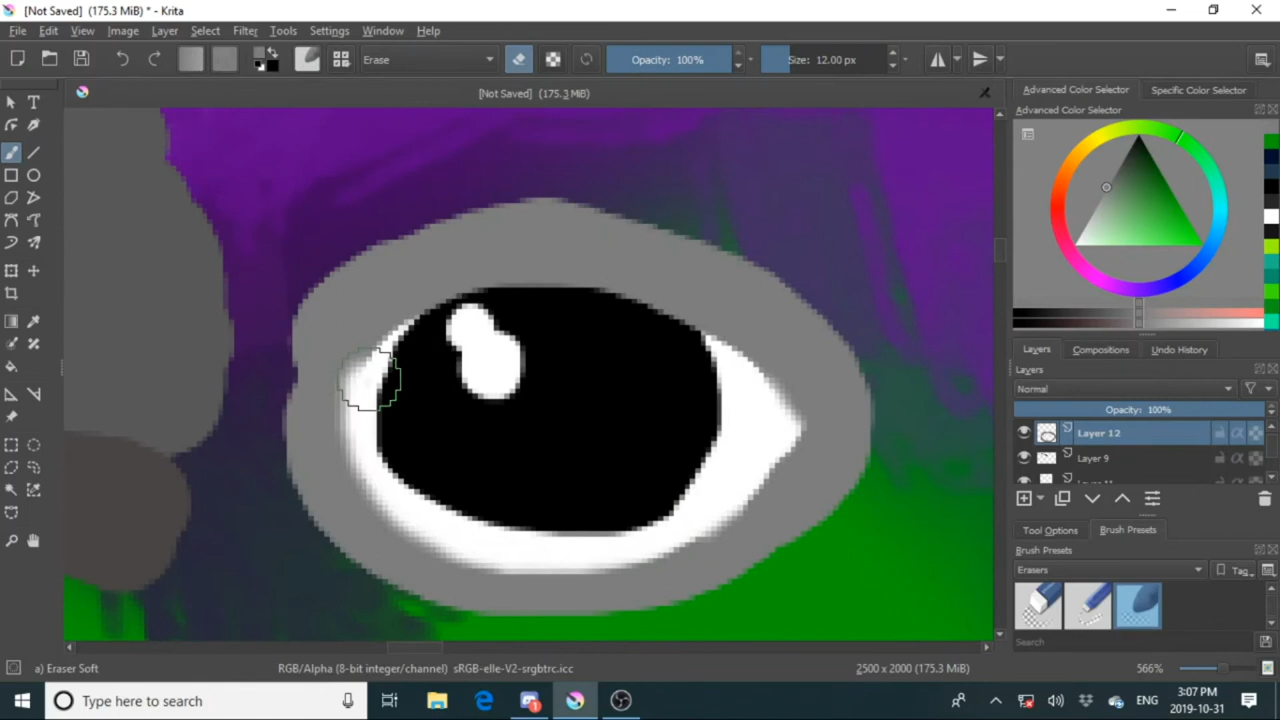 [Not Saved] (175.3 MiB) * - Krita
File Edit View Image Layer Select Filter Tools Settings Window Help
Erase Opacity: 100% Size: 12.00 px
[Not Saved] (175.3 MiB)
Advanced Color Selector Specific Color Selector
Advanced Color Selector
Layers Compositions Undo History
Layers
Normal
Opacity: 100%
Layer 12
Layer 9
Tool Options Brush Presets
Brush Presets
Erasers Tag
Search
a) Eraser Soft RGB/Alpha (8-bit integer/channel) sRGB-elle-V2-srgbtrc.icc 2500 x 2000 (175.3 MiB) 566%
Type here to search ENG 3:07 PM
2019-10-31